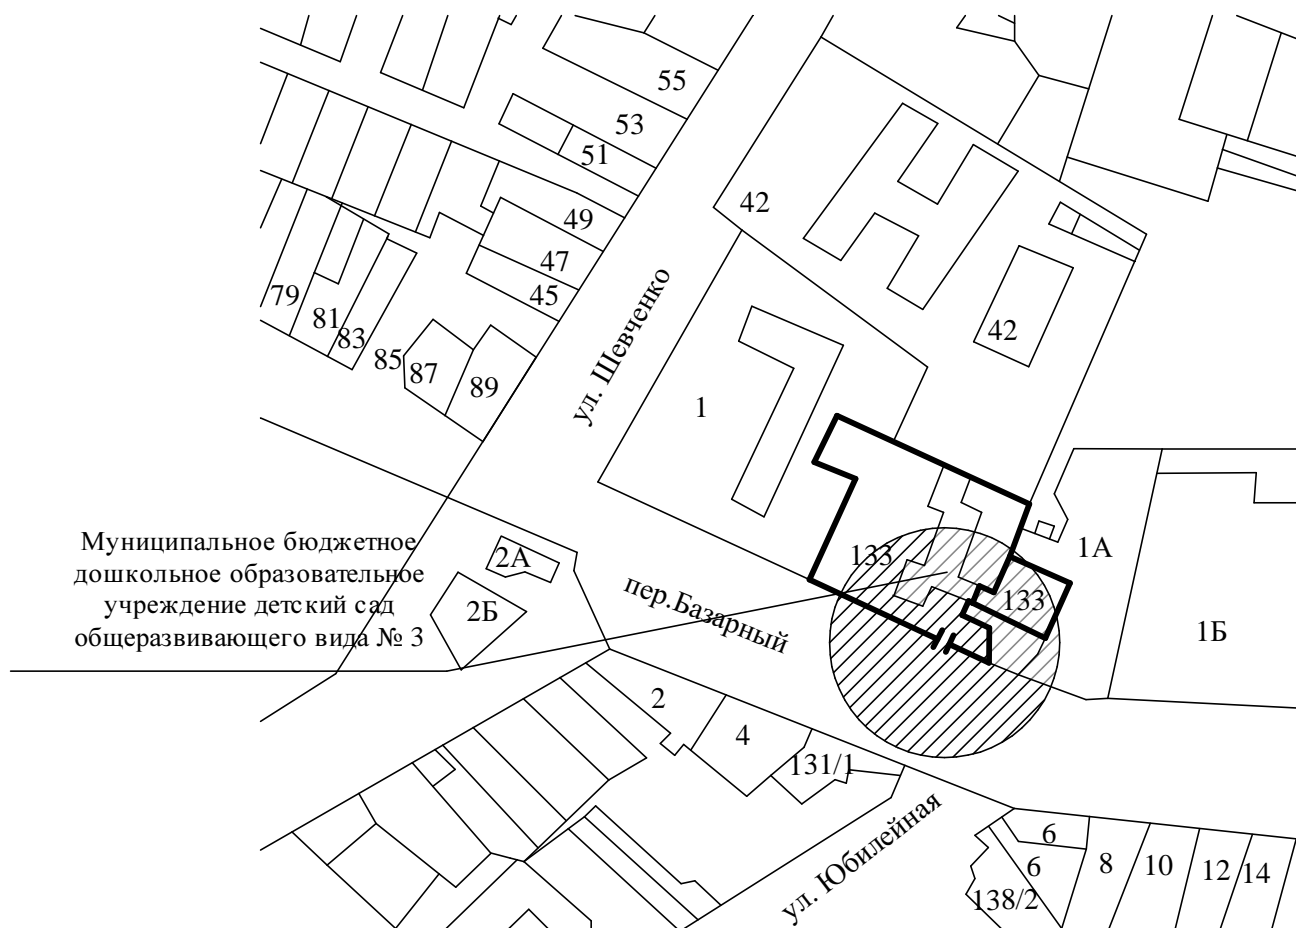 55
53
51
42
49
47
45
79
81
83
85
87
89
42
ул. Шевченко
1
Муниципальное бюджетное
дошкольное образовательное
учреждение детский сад
общеразвивающего вида № 3
2А
2Б
пер.Базарный
133
133
1А
1Б
2
4
131/1
ул. Юбилейная
6
6
8
10
12
14
138/2